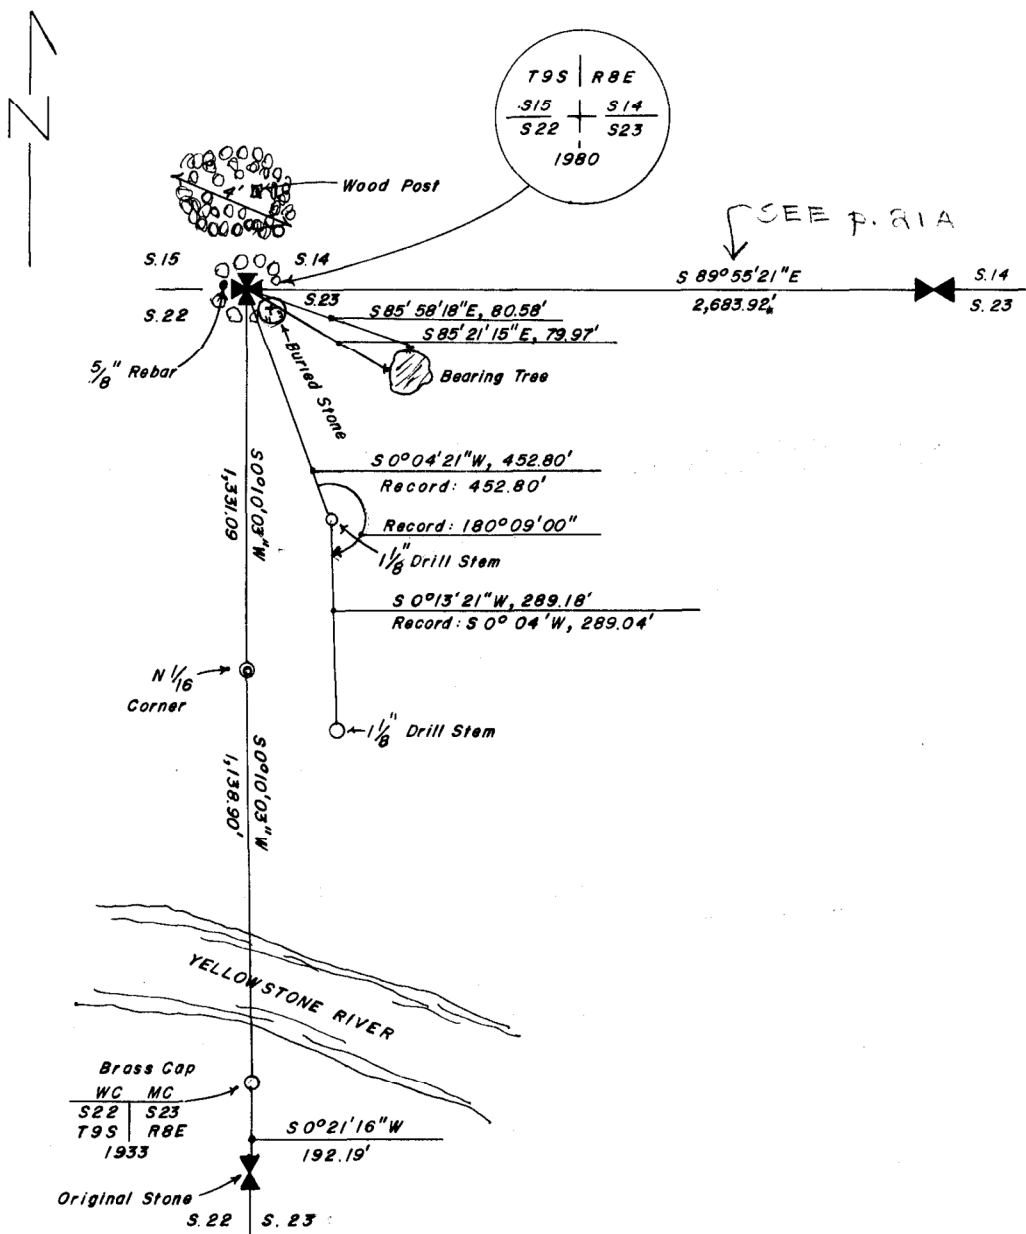 N
T9S | R8E
S15 | S14
S22 | S23
1980
Wood Post
4'
SEE p. 21A
S.15
S.14
S 89°55'21"E
S.14
S.22
S.23
2,683.92'
S.23
S85°58'18"E, 80.58'
S85°21'15"E, 79.97'
5/8" Rebar
Buried Stone
Bearing Tree
S0°10'03"W
1,331.09
S 0°04'21"W, 452.80'
Record: 452.80'
Record: 180°09'00"
1 1/8" Drill Stem
S 0°13'21"W, 289.18'
Record: S 0° 04'W, 289.04'
N 1/16
Corner
1 1/8" Drill Stem
S0°10'03"W
1,138.90'
YELLOWSTONE RIVER
Brass Cap
WC MC
S22 | S23
T9S | R8E
1933
S 0°21'16"W
192.19'
Original Stone
S.22
S.23